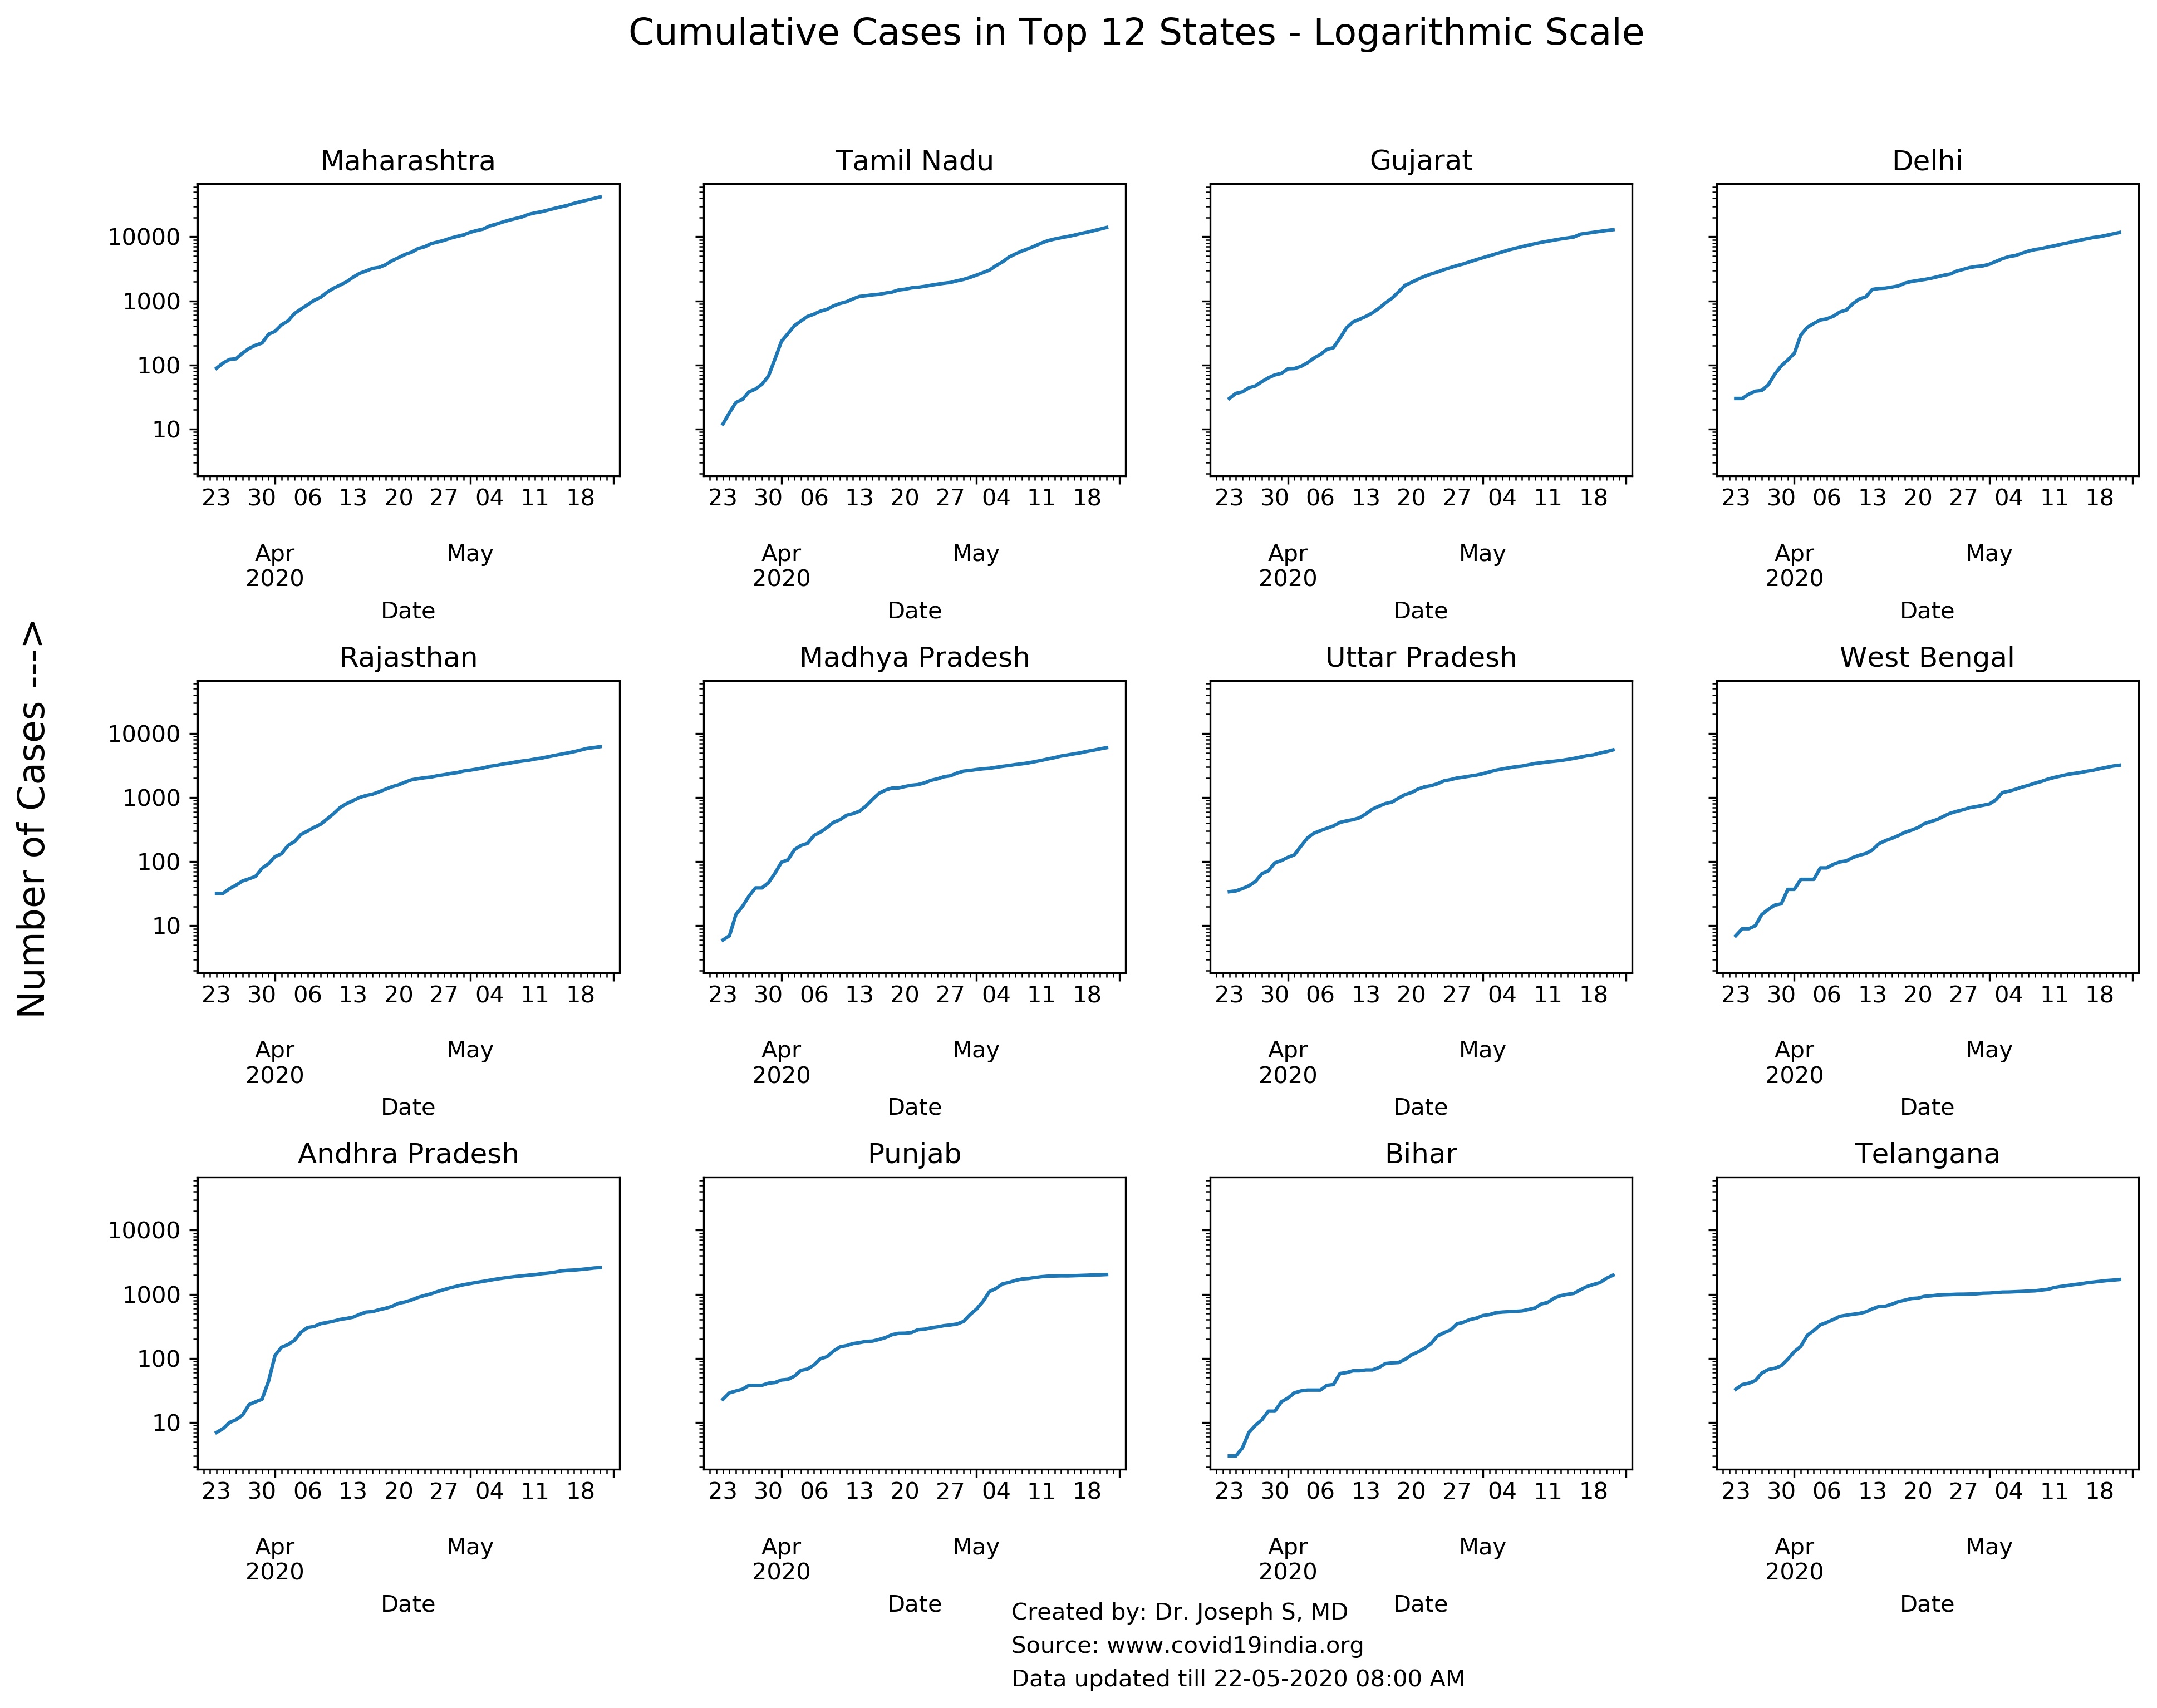 Cumulative Cases in Top 12 States - Logarithmic Scale
Number of Cases --->
Maharashtra
10000
1000
100
10
23 30 06 13 20 27 04 11 18
Apr May
2020
Date
Tamil Nadu
23 30 06 13 20 27 04 11 18
Apr May
2020
Date
Gujarat
23 30 06 13 20 27 04 11 18
Apr May
2020
Date
Delhi
23 30 06 13 20 27 04 11 18
Apr May
2020
Date
Rajasthan
10000
1000
100
10
23 30 06 13 20 27 04 11 18
Apr May
2020
Date
Madhya Pradesh
23 30 06 13 20 27 04 11 18
Apr May
2020
Date
Uttar Pradesh
23 30 06 13 20 27 04 11 18
Apr May
2020
Date
West Bengal
23 30 06 13 20 27 04 11 18
Apr May
2020
Date
Andhra Pradesh
10000
1000
100
10
23 30 06 13 20 27 04 11 18
Apr May
2020
Date
Punjab
23 30 06 13 20 27 04 11 18
Apr May
2020
Date
Bihar
23 30 06 13 20 27 04 11 18
Apr May
2020
Date
Telangana
23 30 06 13 20 27 04 11 18
Apr May
2020
Date
Created by: Dr. Joseph S, MD
Source: www.covid19india.org
Data updated till 22-05-2020 08:00 AM